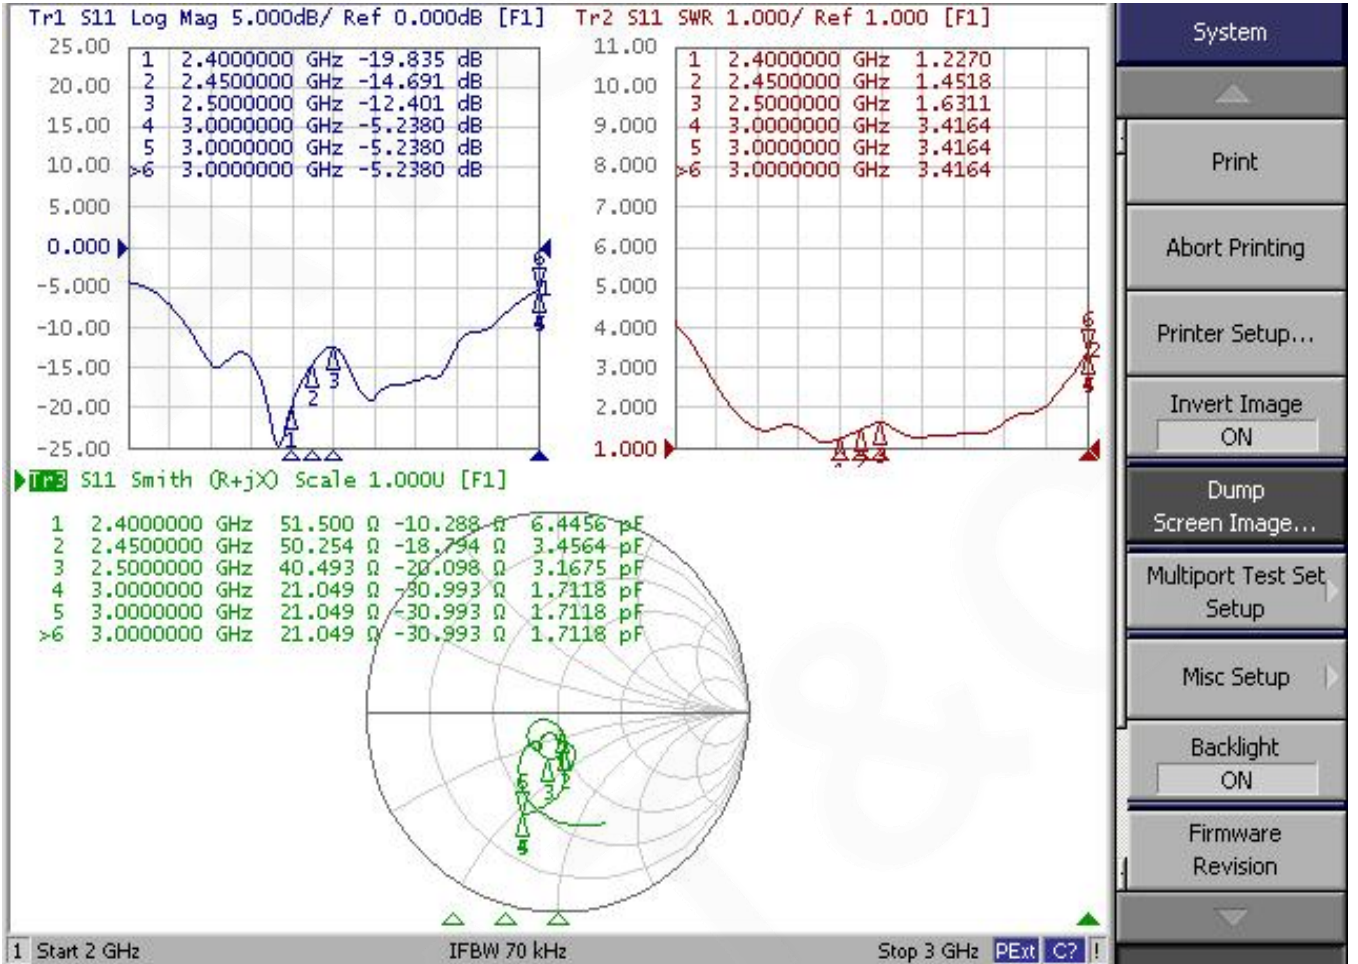 Tr1 S11 Log Mag 5.000dB/ Ref 0.000dB [F1]
25.00
20.00
15.00
10.00
5.000
0.000
-5.000
-10.00
-15.00
-20.00
-25.00
1 2.4000000 GHz -19.835 dB
2 2.4500000 GHz -14.691 dB
3 2.5000000 GHz -12.401 dB
4 3.0000000 GHz -5.2380 dB
5 3.0000000 GHz -5.2380 dB
>6 3.0000000 GHz -5.2380 dB
1
2
3
6
Tr2 S11 SWR 1.000/ Ref 1.000 [F1]
11.00
10.00
9.000
8.000
7.000
6.000
5.000
4.000
3.000
2.000
1.000
1 2.4000000 GHz 1.2270
2 2.4500000 GHz 1.4518
3 2.5000000 GHz 1.6311
4 3.0000000 GHz 3.4164
5 3.0000000 GHz 3.4164
>6 3.0000000 GHz 3.4164
6
2
Tr3 S11 Smith (R+jX) Scale 1.000U [F1]
1 2.4000000 GHz 51.500 Ω -10.288 Ω 6.4456 pF
2 2.4500000 GHz 50.254 Ω -18.794 Ω 3.4564 pF
3 2.5000000 GHz 40.493 Ω -20.098 Ω 3.1675 pF
4 3.0000000 GHz 21.049 Ω -30.993 Ω 1.7118 pF
5 3.0000000 GHz 21.049 Ω -30.993 Ω 1.7118 pF
>6 3.0000000 GHz 21.049 Ω -30.993 Ω 1.7118 pF
2
3
1 Start 2 GHz
IFBW 70 kHz
Stop 3 GHz PExt C? !
System
Print
Abort Printing
Printer Setup...
Invert Image
ON
Dump
Screen Image...
Multiport Test Set
Setup
Misc Setup
Backlight
ON
Firmware
Revision